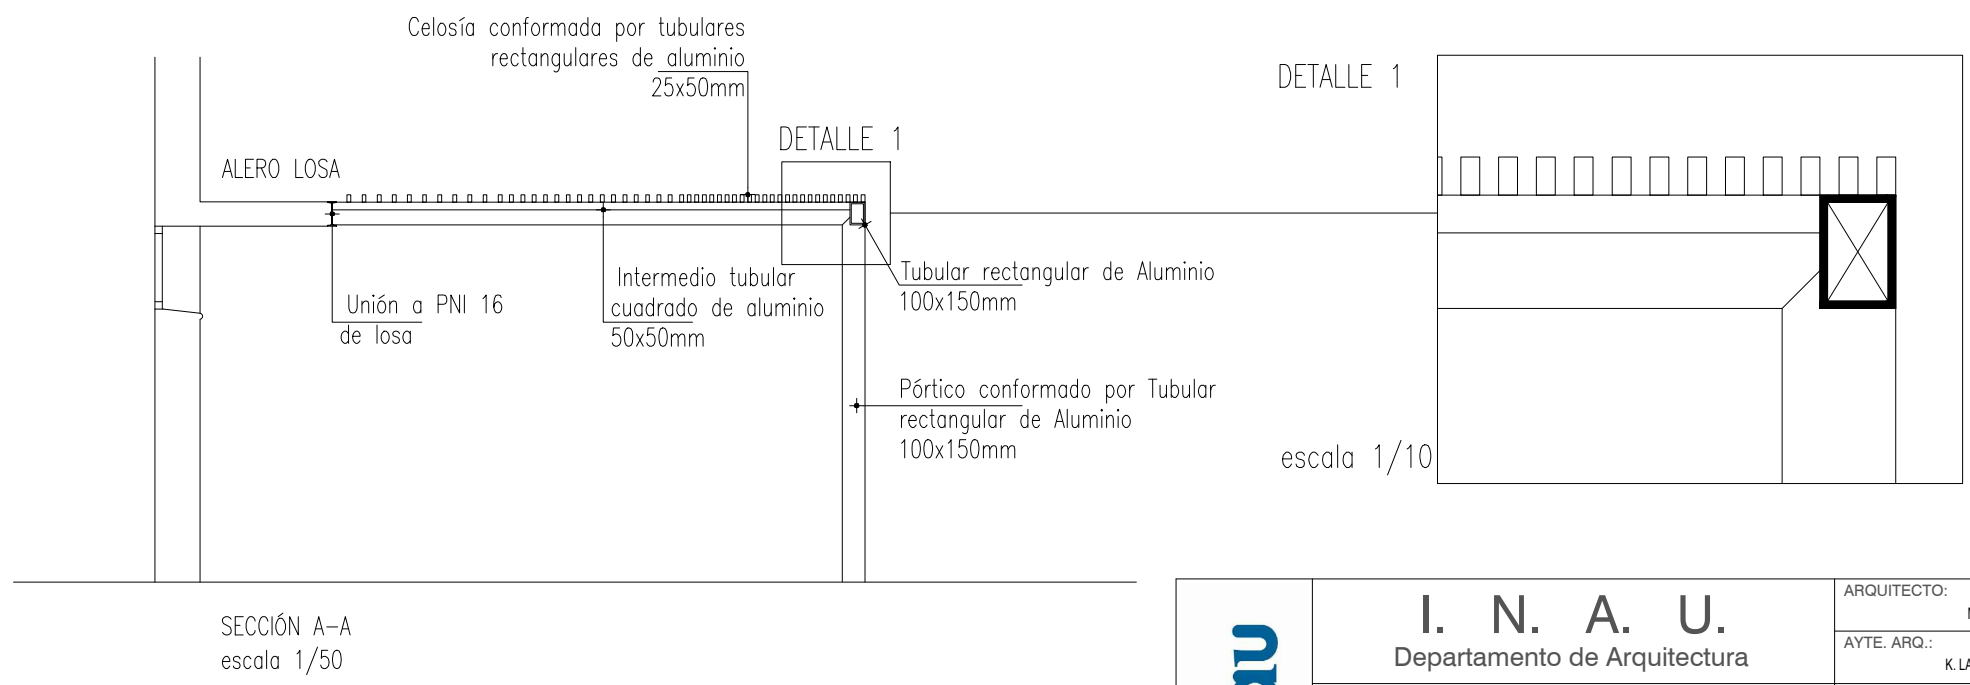 Celosía conformada por tubulares
rectangulares de aluminio
25x50mm
DETALLE 1
DETALLE 1
ALERO LOSA
Unión a PNI 16
de losa
Intermedio tubular
cuadrado de aluminio
50x50mm
Tubular rectangular de Aluminio
100x150mm
Pórtico conformado por Tubular
rectangular de Aluminio
100x150mm
escala 1/10
SECCIÓN A-A
escala 1/50
I. N. A. U.
Departamento de Arquitectura
ARQUITECTO:
AYTE. ARQ.:
K. LA